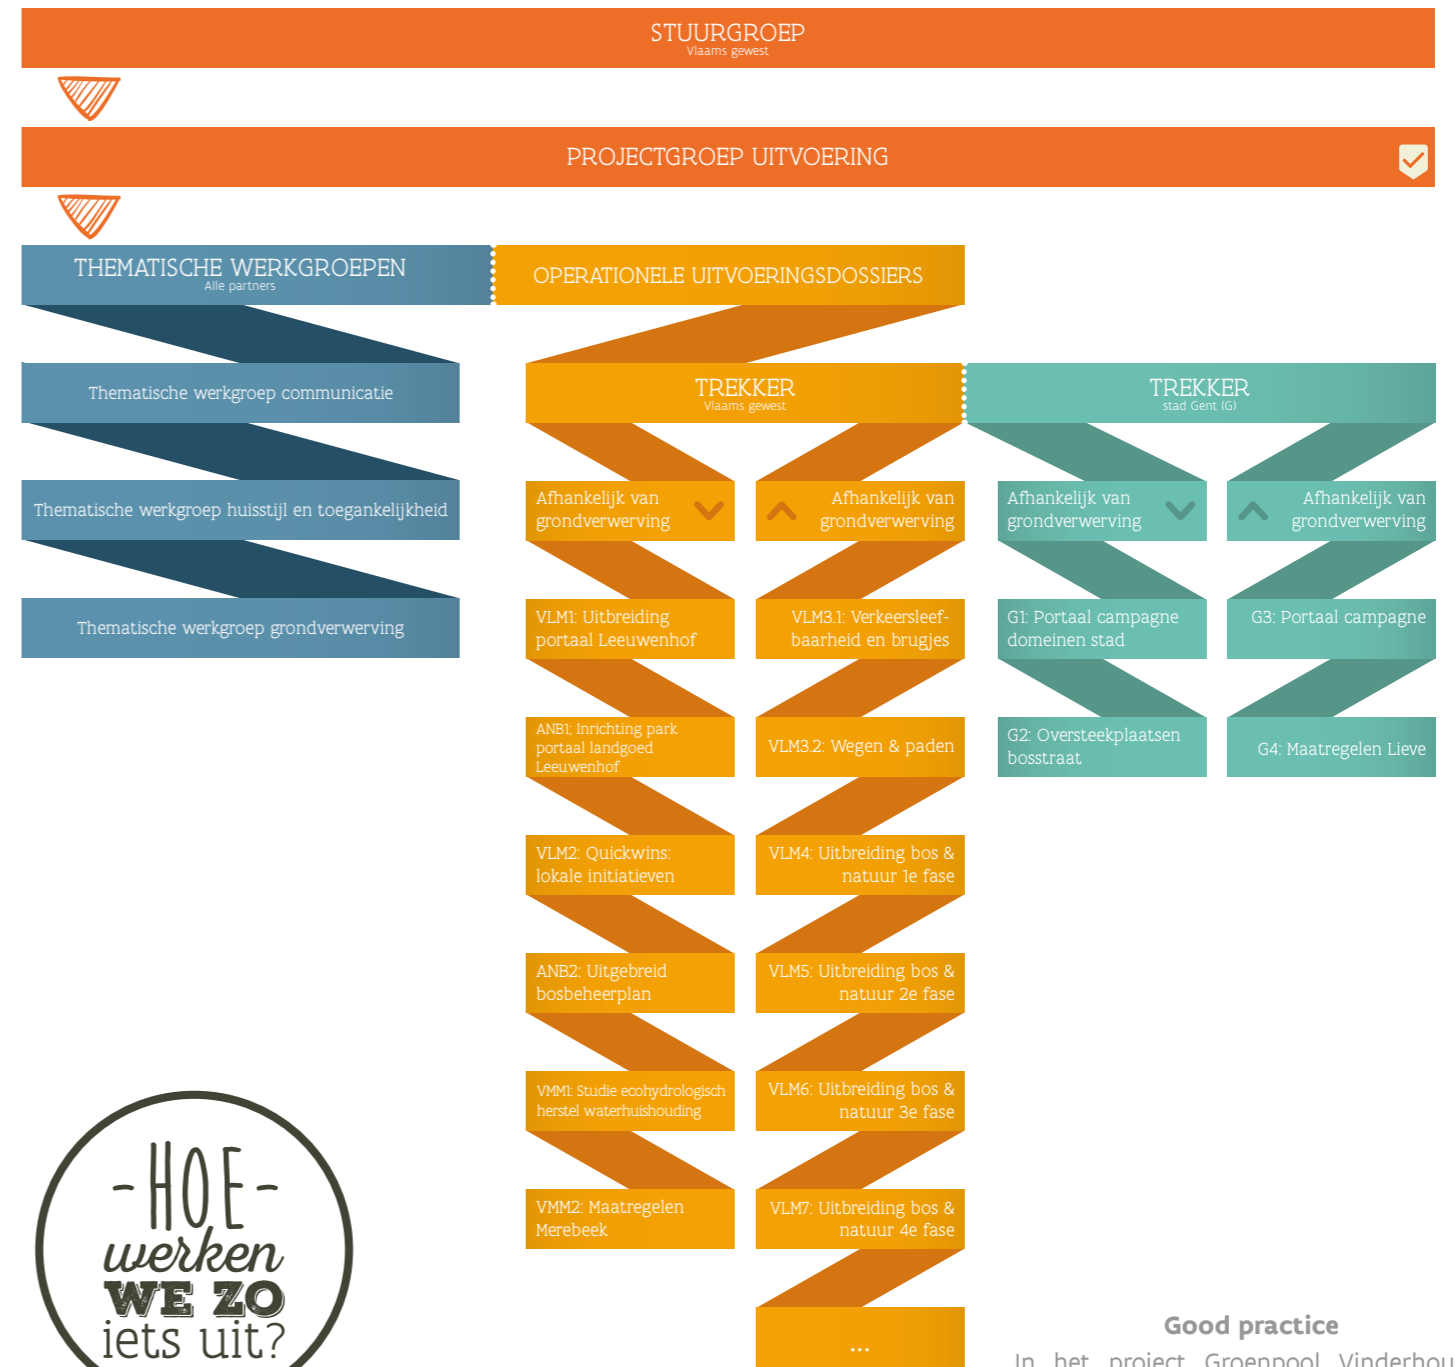 STUURGROEP
Vlaams gewest
PROJECTGROEP UITVOERING
THEMATISCHE WERKGROEPEN
Alle partners
OPERATIONELE UITVOERINGSDOSSIERS
Thematische werkgroep communicatie
Thematische werkgroep huisstijl en toegankelijkheid
Thematische werkgroep grondverwerving
TREKKER
Vlaams gewest
TREKKER
stad Gent (G)
Afhankelijk van
grondverwerving
VLM1: Uitbreiding
portaal Leeuwenhof
ANB1; Inrichting park
portaal landgoed
Leeuwenhof
VLM2: Quickwins:
lokale initiatieven
ANB2: Uitgebreid
bosbeheerplan
VMM1: Studie ecohydrologisch
herstel waterhuishouding
VMM2: Maatregelen
Merebeek
Afhankelijk van
grondverwerving
VLM3.1: Verkeersleef-
baarheid en brugjes
VLM3.2: Wegen & paden
VLM4: Uitbreiding bos &
natuur 1e fase
VLM5: Uitbreiding bos &
natuur 2e fase
VLM6: Uitbreiding bos &
natuur 3e fase
VLM7: Uitbreiding bos &
natuur 4e fase
...
Afhankelijk van
grondverwerving
G1: Portaal campagne
domeinen stad
G2: Oversteekplaatsen
bosstraat
Afhankelijk van
grondverwerving
G3: Portaal campagne
G4: Maatregelen Lieve
-HOE-
werken
WE ZO
iets uit?
Good practice
In het project Groenpool